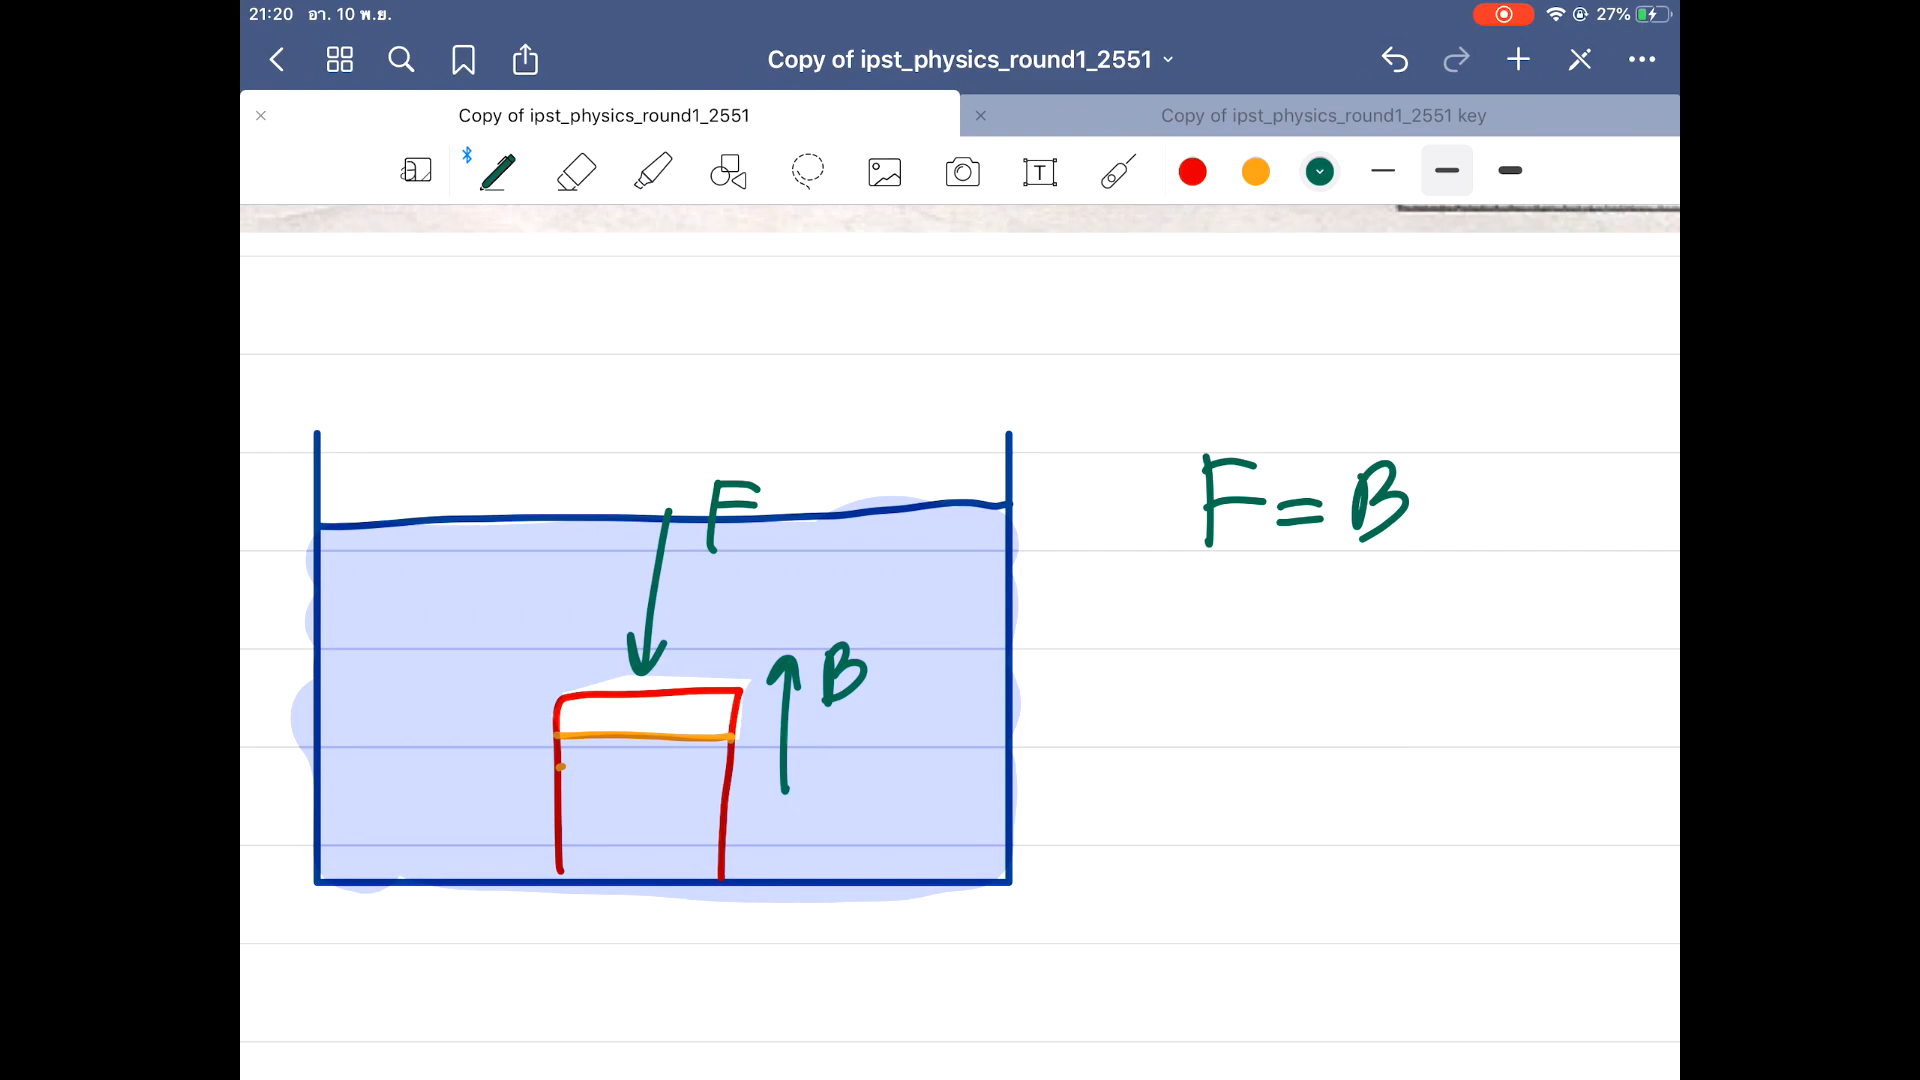 21:20 อา. 10 พ.ย. 27%
Copy of ipst_physics_round1_2551
Copy of ipst_physics_round1_2551
Copy of ipst_physics_round1_2551 key
T
F
F = B
B